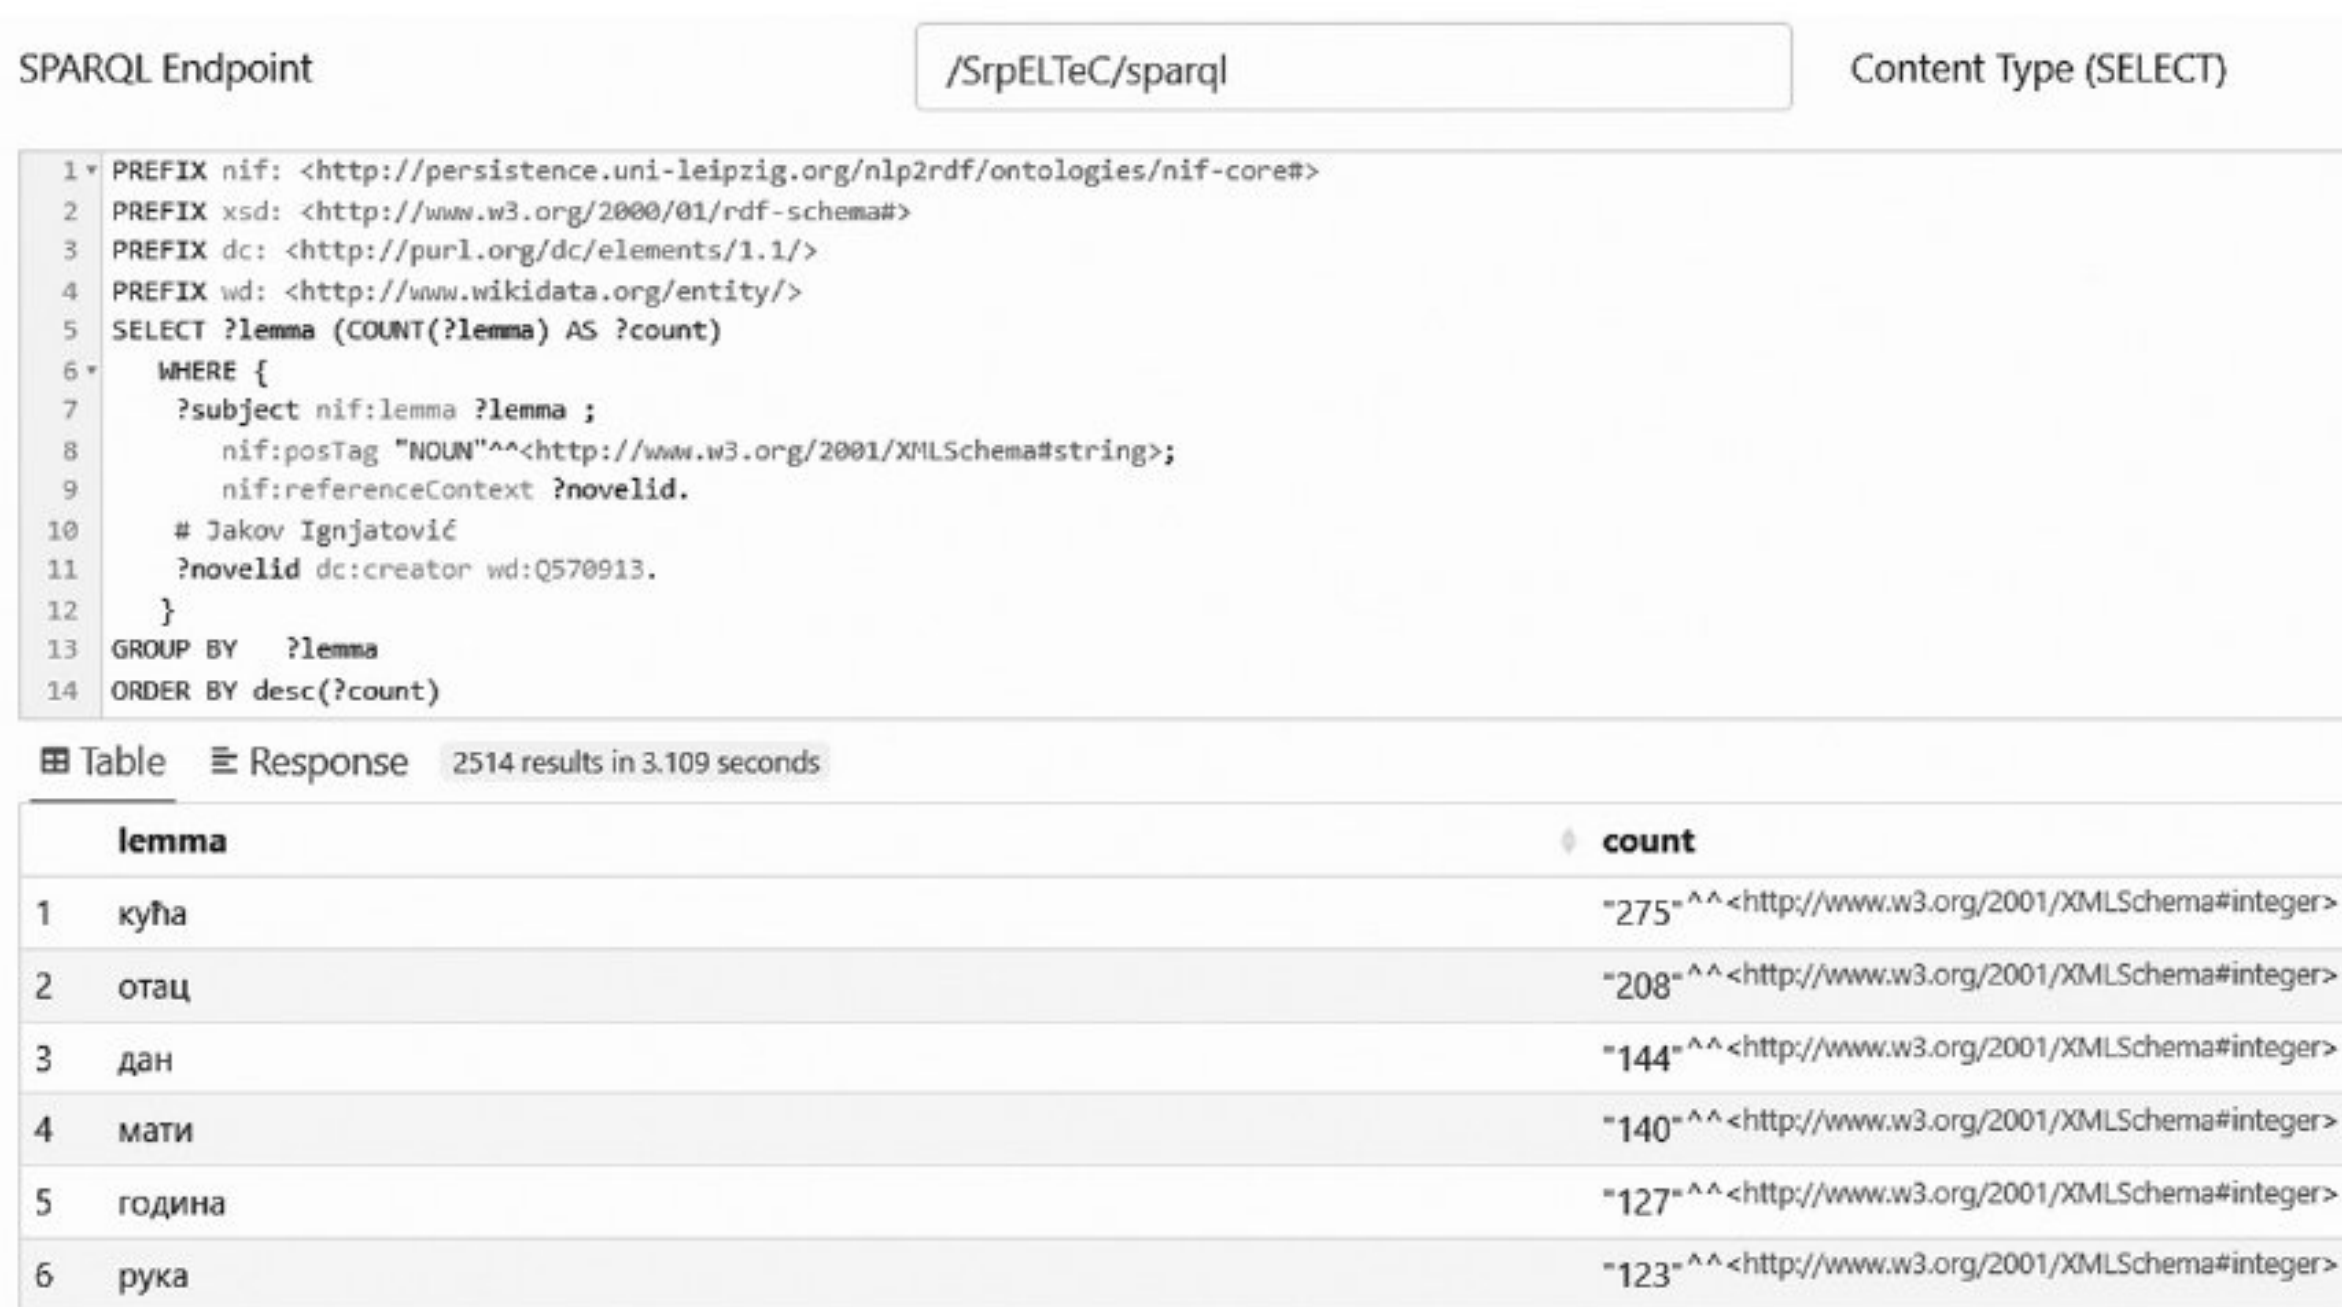 SPARQL Endpoint /SrpELTeC/sparql Content Type (SELECT)
1 PREFIX nif: <http://persistence.uni-leipzig.org/nlp2rdf/ontologies/nif-core#>
2 PREFIX xsd: <http://www.w3.org/2000/01/rdf-schema#>
3 PREFIX dc: <http://purl.org/dc/elements/1.1/>
4 PREFIX wd: <http://www.wikidata.org/entity/>
5 SELECT ?lemma (COUNT(?lemma) AS ?count)
6 WHERE {
7 ?subject nif:lemma ?lemma ;
8 nif:posTag "NOUN"^^<http://www.w3.org/2001/XMLSchema#string>;
9 nif:referenceContext ?novelid.
10 # Jakov Ignjatović
11 ?novelid dc:creator wd:Q570913.
12 }
13 GROUP BY ?lemma
14 ORDER BY desc(?count)
Table Response 2514 results in 3.109 seconds
lemma count
1 кућа "275"^^<http://www.w3.org/2001/XMLSchema#integer>
2 отац "208"^^<http://www.w3.org/2001/XMLSchema#integer>
3 дан "144"^^<http://www.w3.org/2001/XMLSchema#integer>
4 мати "140"^^<http://www.w3.org/2001/XMLSchema#integer>
5 година "127"^^<http://www.w3.org/2001/XMLSchema#integer>
6 рука "123"^^<http://www.w3.org/2001/XMLSchema#integer>